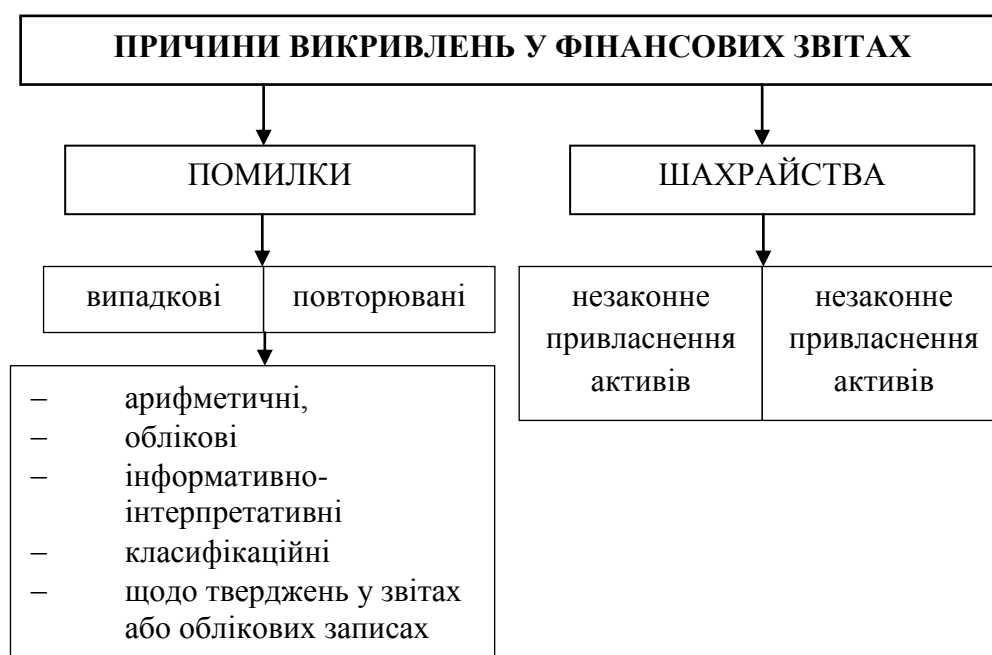 ПРИЧИНИ ВИКРИВЛЕНЬ У ФІНАНСОВИХ ЗВІТАХ
ПОМИЛКИ
ШАХРАЙСТВА
випадкові
повторювані
– арифметичні,
– облікові
– інформативно-
інтерпретативні
– класифікаційні
– щодо тверджень у звітах
або облікових записах
незаконне
привласнення
активів
незаконне
привласнення
активів